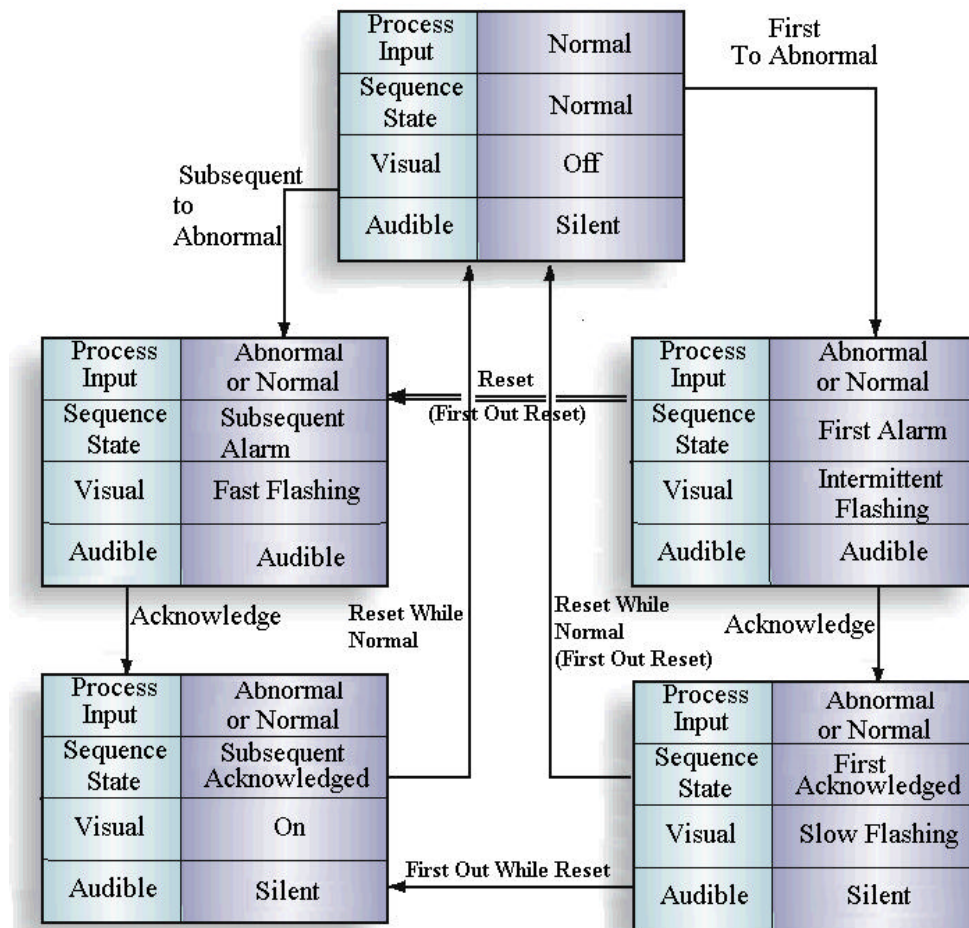 Process Input
Normal
Sequence State
Normal
Visual
Off
Audible
Silent
First
To Abnormal
Subsequent
to
Abnormal
Process Input
Abnormal
or Normal
Sequence State
Subsequent
Alarm
Visual
Fast Flashing
Audible
Audible
Reset
(First Out Reset)
Process Input
Abnormal
or Normal
Sequence State
First Alarm
Visual
Intermittent
Flashing
Audible
Audible
Acknowledge
Reset While
Normal
Reset While
Normal
(First Out Reset)
Acknowledge
Process Input
Abnormal
or Normal
Sequence State
Subsequent
Acknowledged
Visual
On
Audible
Silent
First Out While Reset
Process Input
Abnormal
or Normal
Sequence State
First
Acknowledged
Visual
Slow Flashing
Audible
Silent